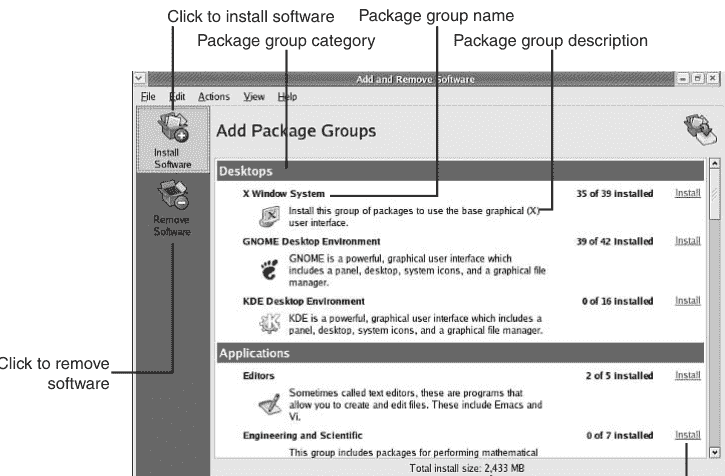 Click to install software
Package group name
Package group category
Package group description
Add and Remove Software
File Edit Actions View Help
Install
Software
Add Package Groups
Desktops
X Window System 35 of 39 installed Install
Install this group of packages to use the base graphical (X)
user interface.
Remove
Software
GNOME Desktop Environment 39 of 42 installed Install
GNOME is a powerful, graphical user interface which
includes a panel, desktop, system icons, and a graphical file
manager.
KDE Desktop Environment 0 of 16 installed Install
KDE is a powerful, graphical user interface which includes a
panel, desktop, system icons, and a graphical file manager.
Click to remove
software
Applications
Editors 2 of 5 installed Install
Sometimes called text editors, these are programs that
allow you to create and edit files. These include Emacs and
Vi.
Engineering and Scientific 0 of 7 installed Install
This group includes packages for performing mathematical
Total install size: 2,433 MB